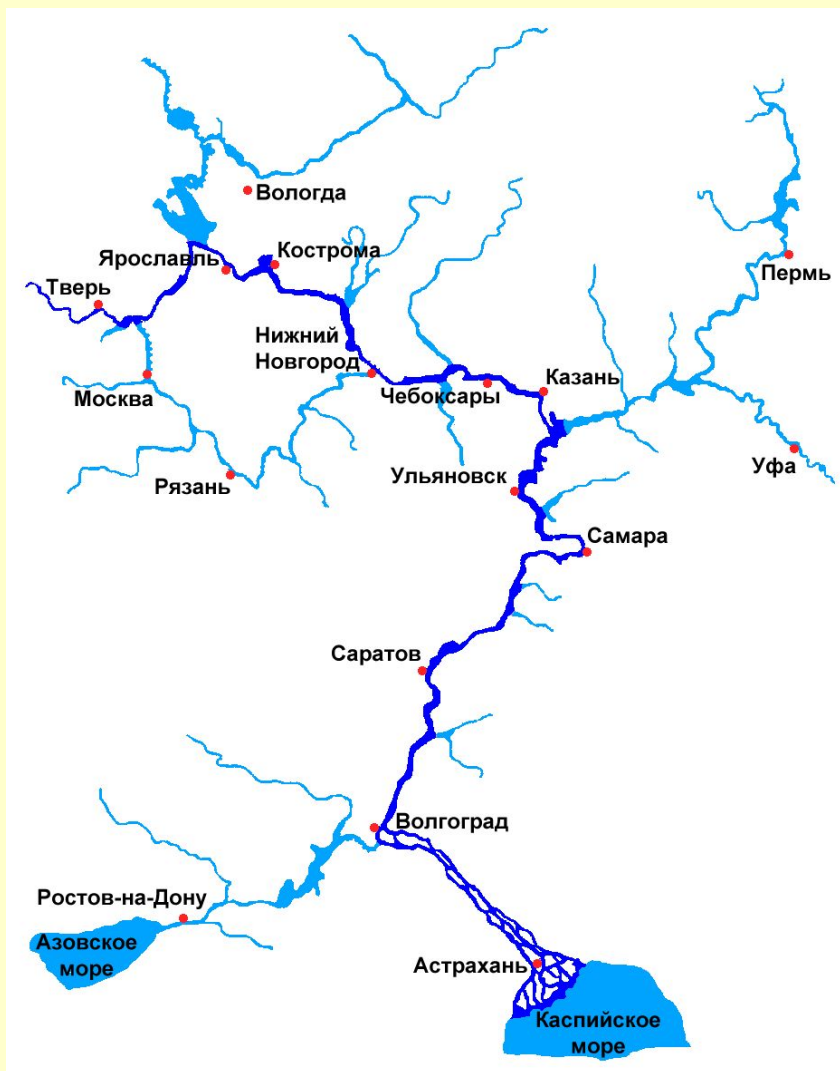 Вологда
Кострома
Ярославль
Пермь
Тверь
Нижний
Новгород
Казань
Чебоксары
Москва
Уфа
Ульяновск
Рязань
Самара
Саратов
Волгоград
Ростов-на-Дону
Азовское
море
Астрахань
Каспийское
море